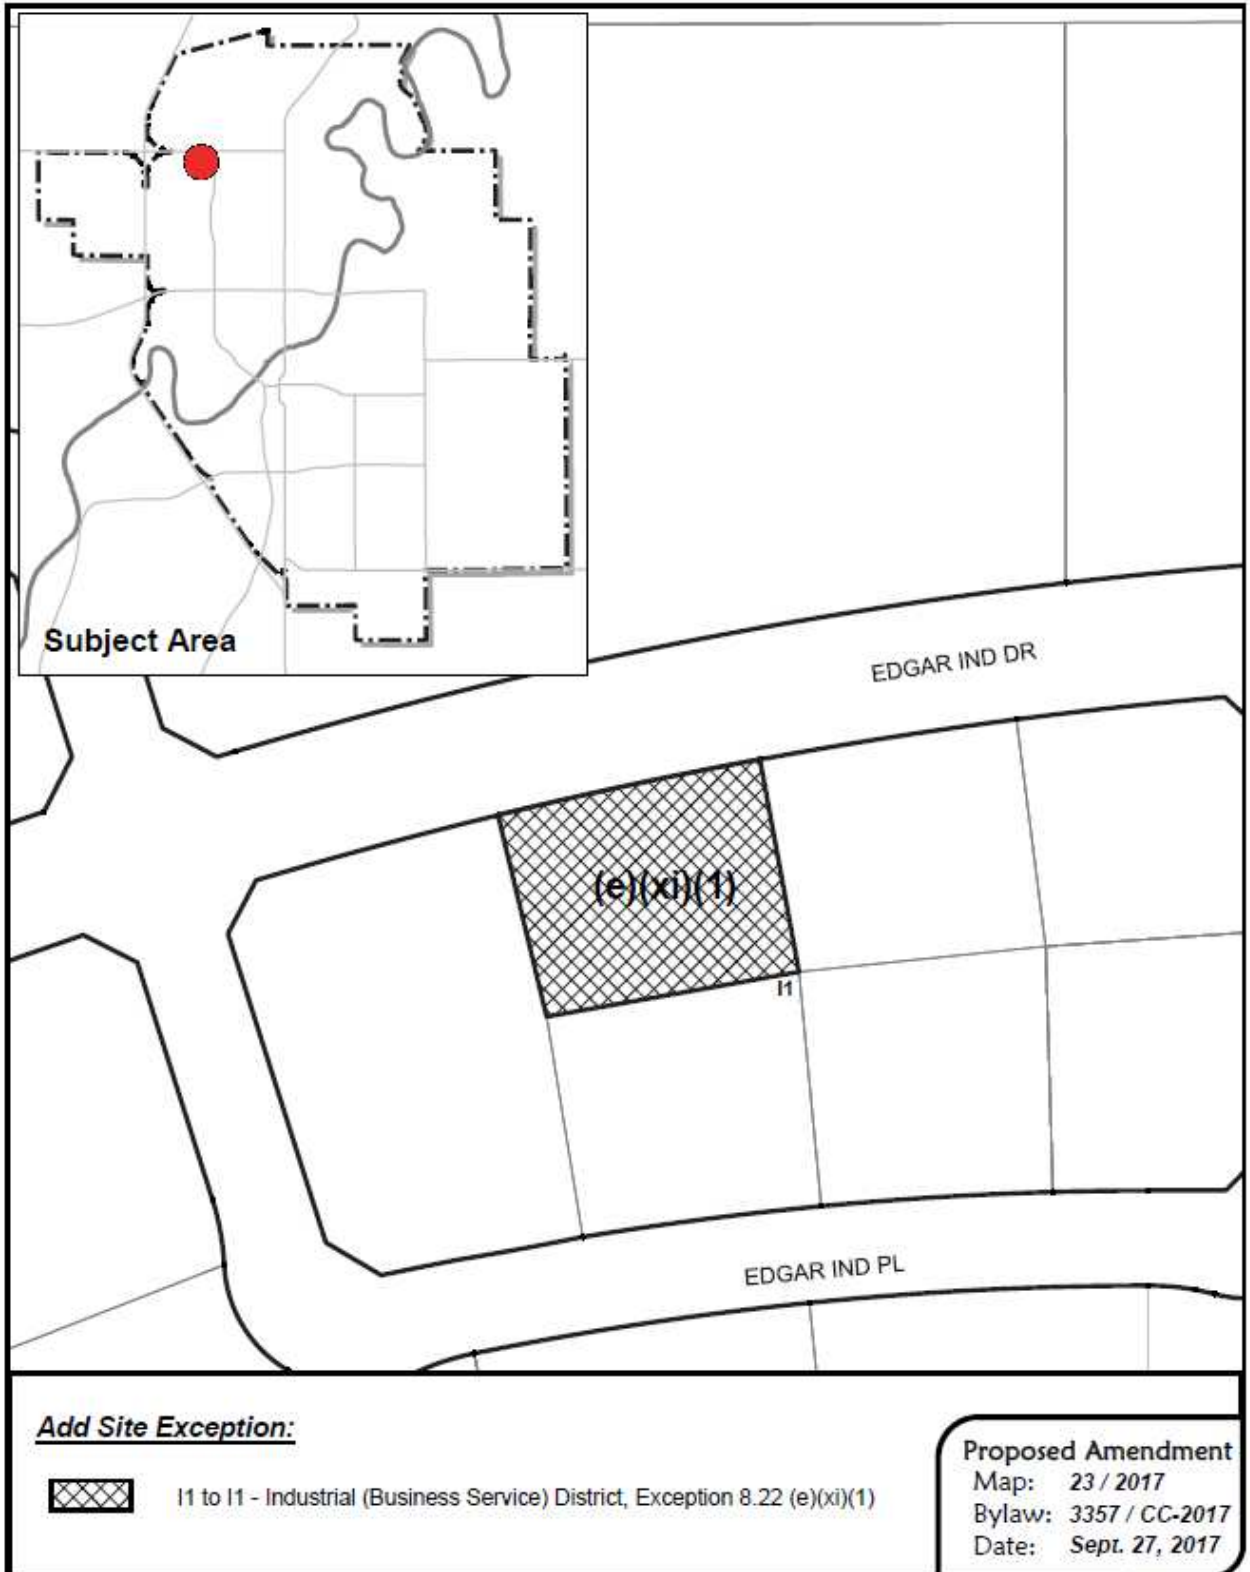 Subject Area
EDGAR IND DR
(e)(xi)(1)
I1
EDGAR IND PL
Add Site Exception:
I1 to I1 - Industrial (Business Service) District, Exception 8.22 (e)(xi)(1)
Proposed Amendment
Map: 23 / 2017
Bylaw: 3357 / CC-2017
Date: Sept. 27, 2017